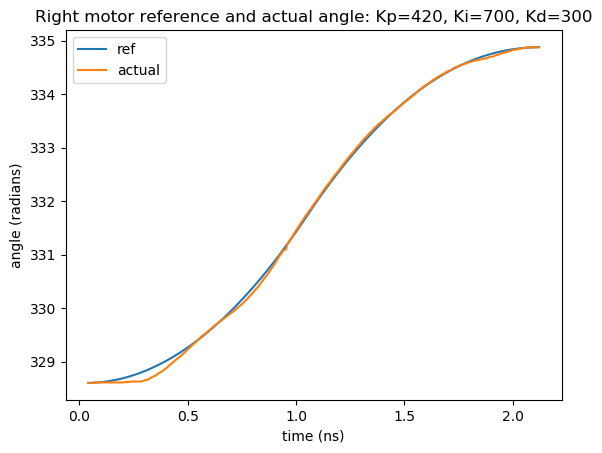 Right motor reference and actual angle: Kp=420, Ki=700, Kd=300
ref
actual
335
334
333
332
331
330
329
angle (radians)
0.0 0.5 1.0 1.5 2.0
time (ns)